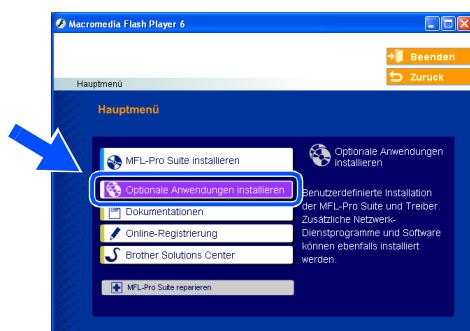 Macromedia Flash Player 6
Beenden
Zurück
Hauptmenü
Hauptmenü
MFL-Pro Suite installieren
Optionale Anwendungen installieren
Dokumentationen
Online-Registrierung
Brother Solutions Center
MFL-Pro Suite reparieren
Optionale Anwendungen
installieren
Benutzerdefinierte Installation
der MFL-Pro Suite und Treiber.
Zusätzliche Netzwerk-
Dienstprogramme und Software
können ebenfalls installiert
werden.